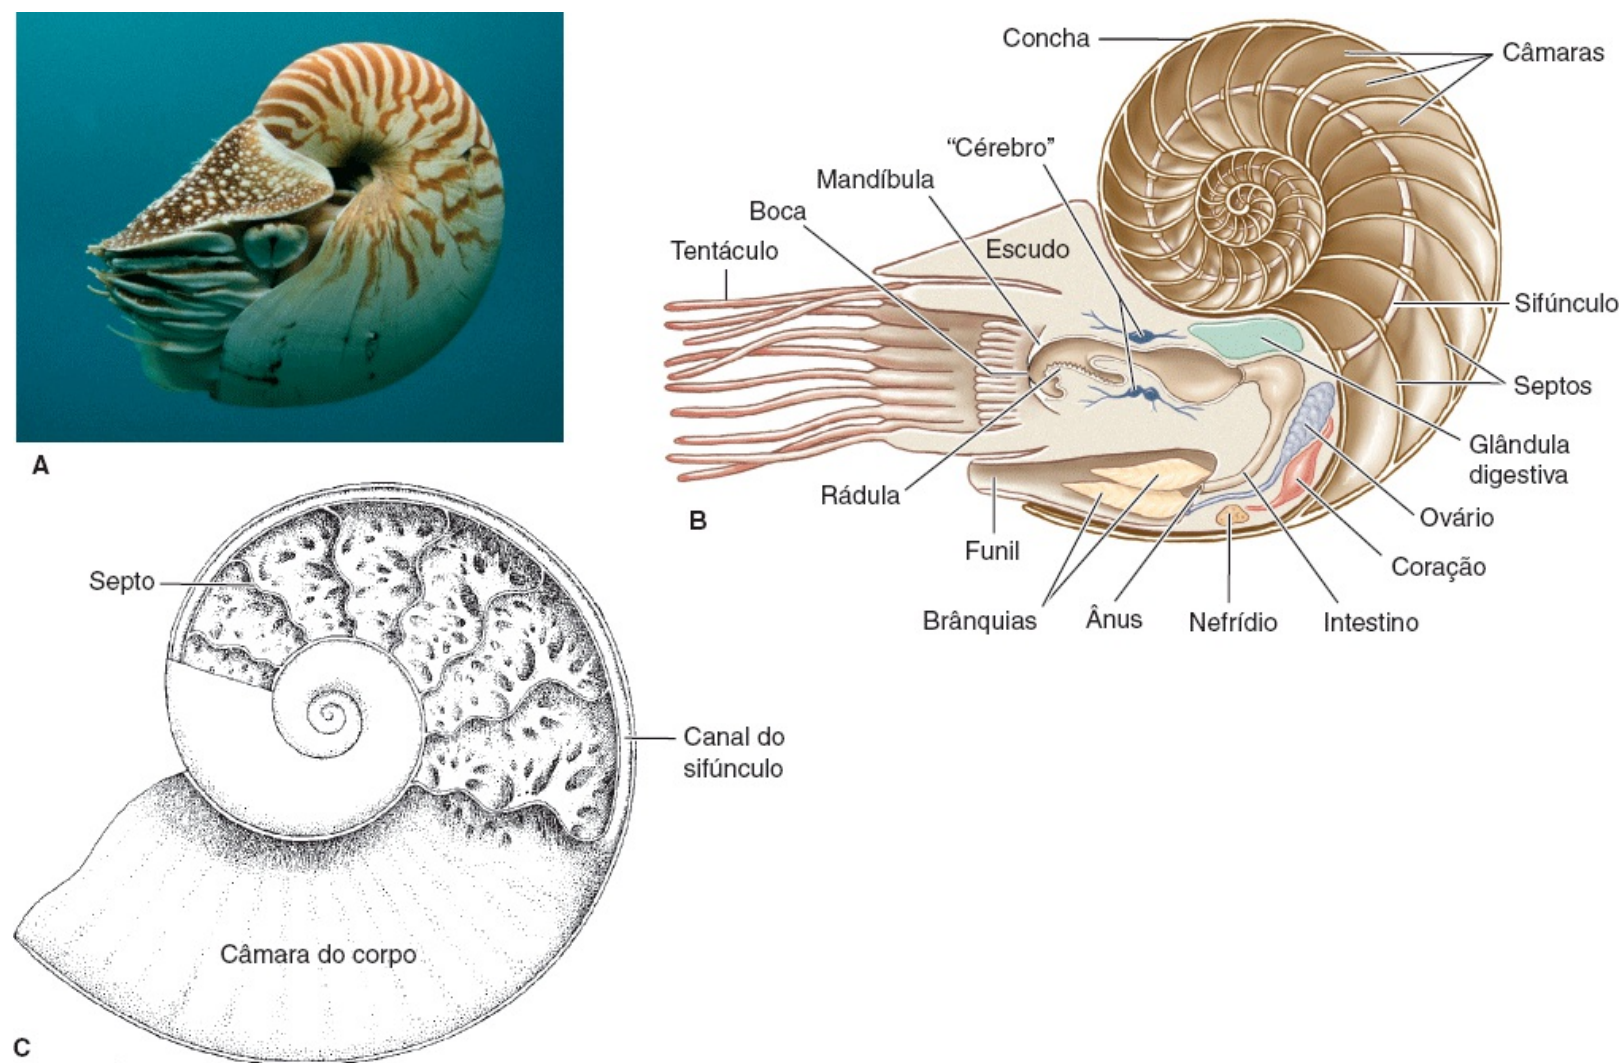 A
Concha
Câmaras
“Cérebro”
Mandíbula
Boca
Tentáculo
Escudo
Sifúnculo
Septos
Glândula
digestiva
Ovário
Coração
Rádula
B
Funil
Brânquias
Ânus
Nefrídio
Intestino
Septo
Canal do
sifúnculo
Câmara do corpo
C